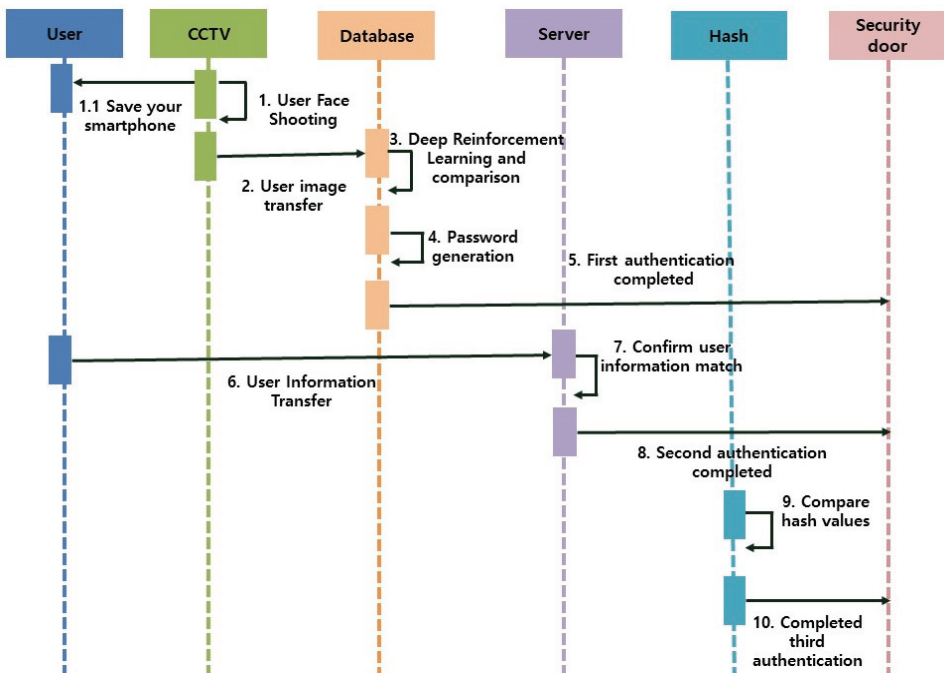 User
CCTV
Database
Server
Hash
Security
door
1.1 Save your
smartphone
1. User Face
Shooting
2. User image
transfer
3. Deep Reinforcement
Learning and
comparison
4. Password
generation
5. First authentication
completed
6. User Information
Transfer
7. Confirm user
information match
8. Second authentication
completed
9. Compare
hash values
10. Completed
third
authentication